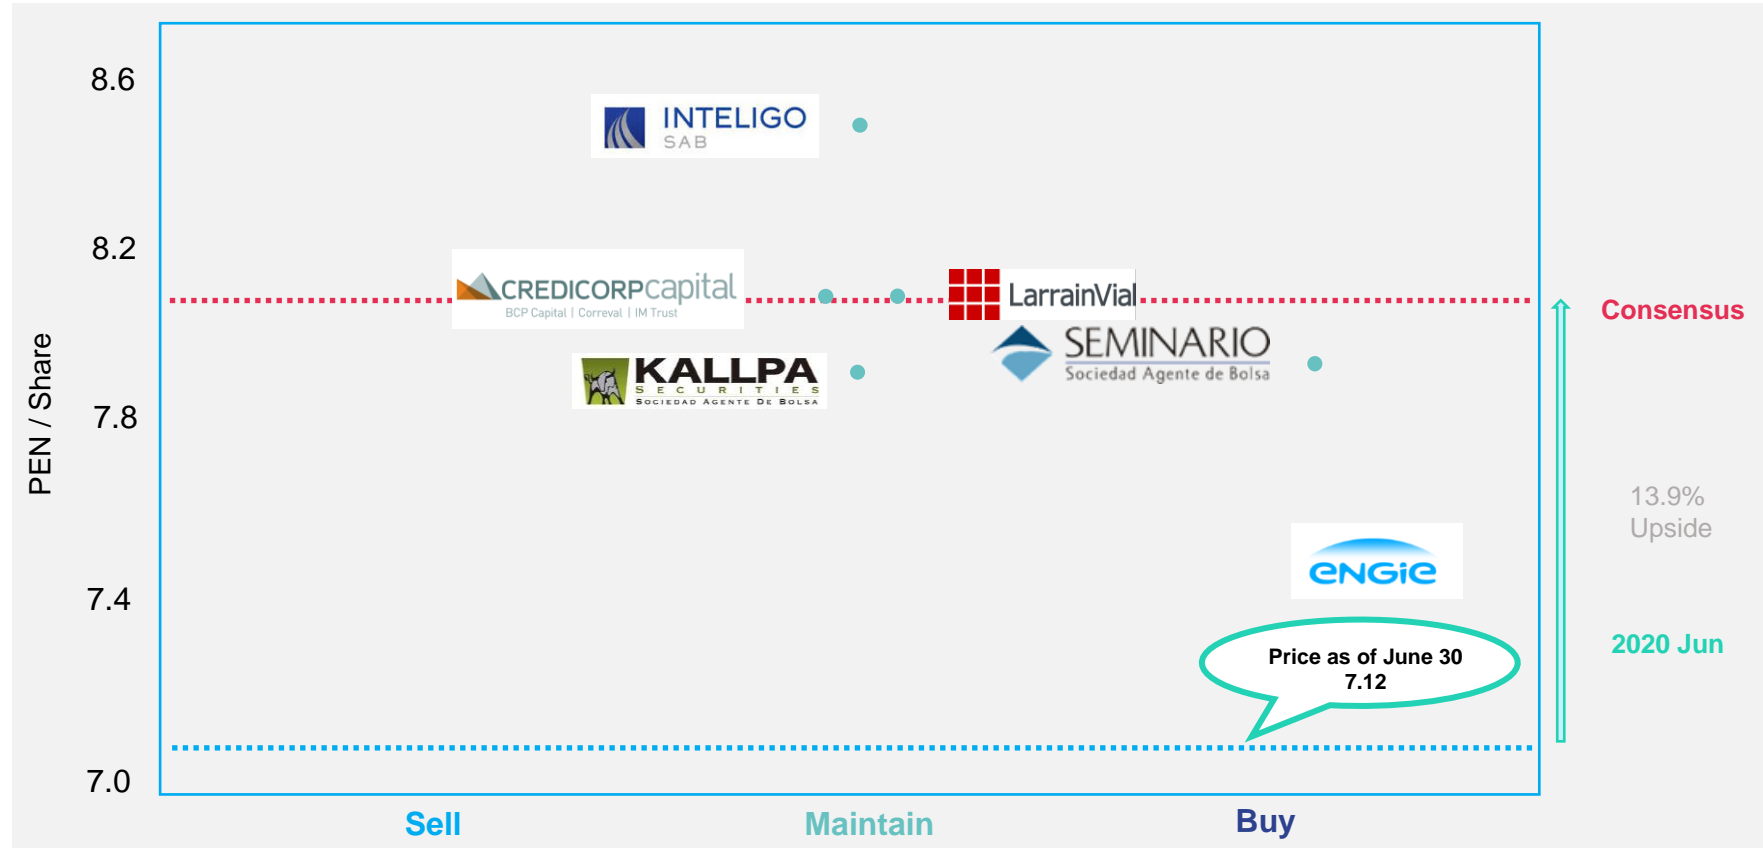 8.6
INTELIGO
SAB
8.2
CREDICORPcapital
BCP Capital | Correval | IM Trust
LarrainVial
Consensus
SEMINARIO
Sociedad Agente de Bolsa
KALLPA
SECURITIES
SOCIEDAD AGENTE DE BOLSA
PEN / Share
7.8
13.9%
Upside
ENGIE
7.4
2020 Jun
Price as of June 30
7.12
7.0
Sell
Maintain
Buy